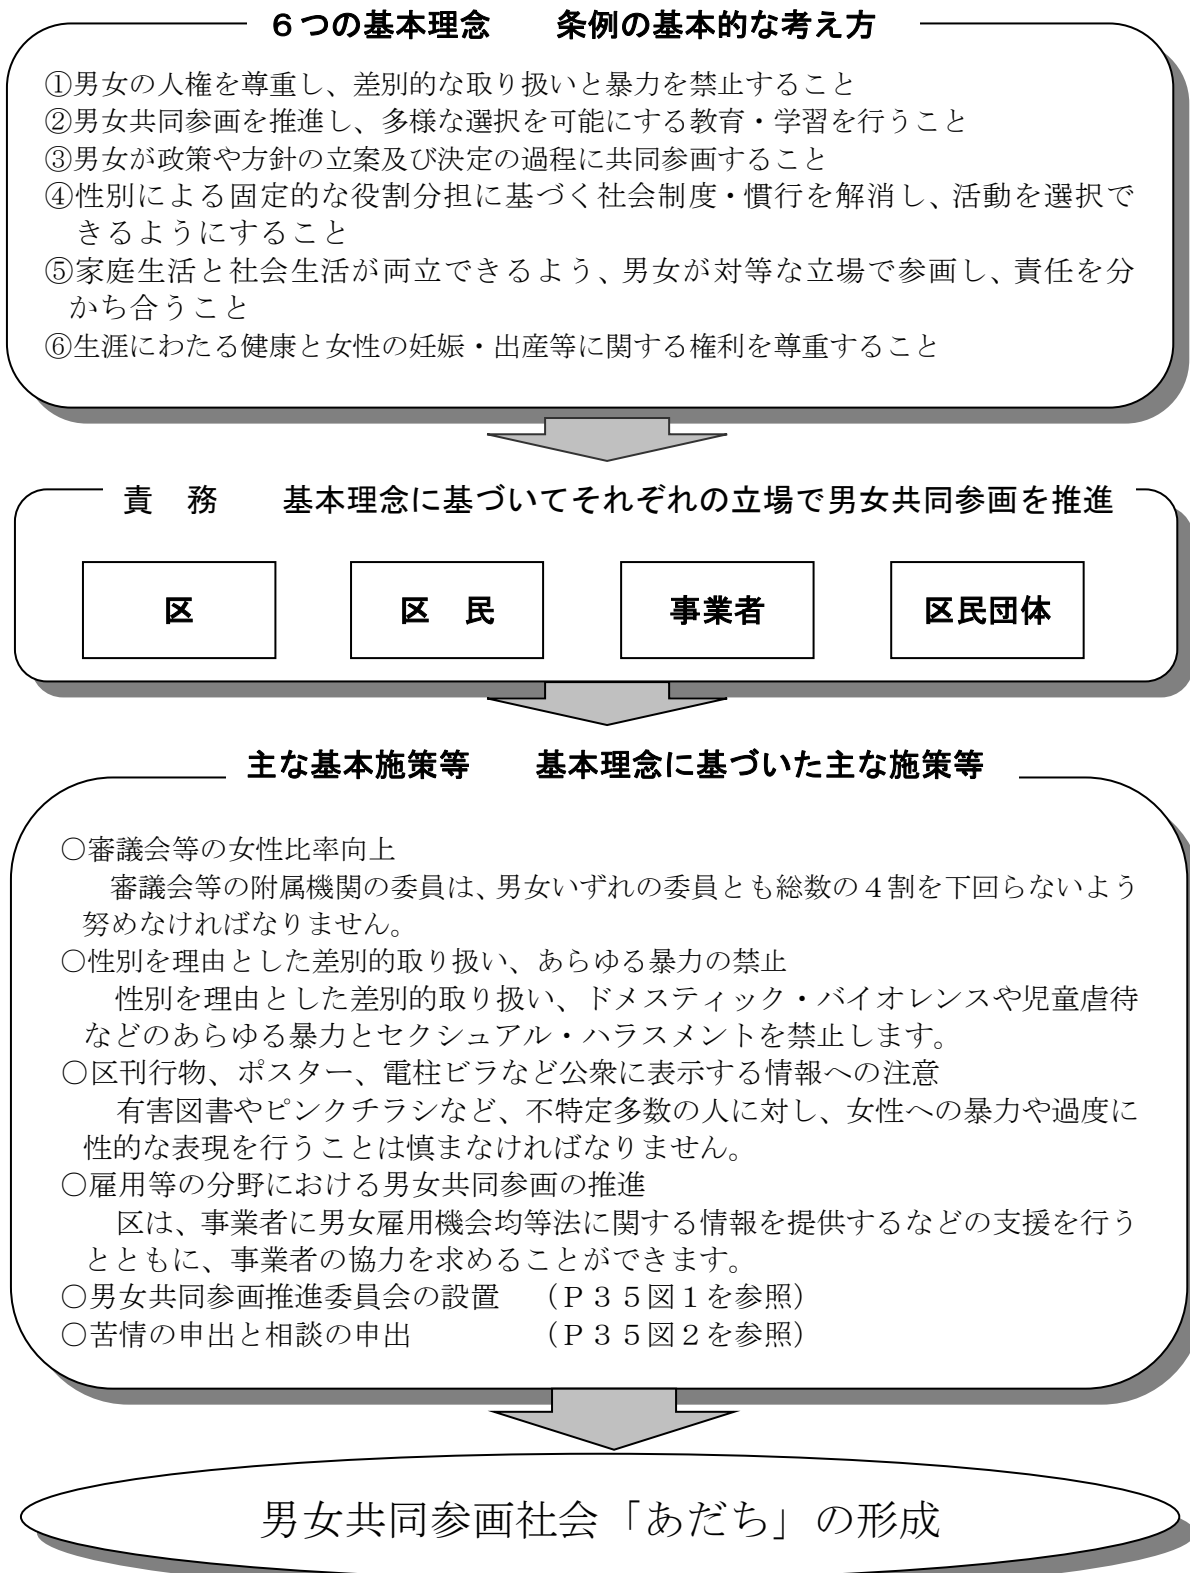 ６つの基本理念　　条例の基本的な考え方
①男女の人権を尊重し、差別的な取り扱いと暴力を禁止すること
②男女共同参画を推進し、多様な選択を可能にする教育・学習を行うこと
③男女が政策や方針の立案及び決定の過程に共同参画すること
④性別による固定的な役割分担に基づく社会制度・慣行を解消し、活動を選択で
きるようにすること
⑤家庭生活と社会生活が両立できるよう、男女が対等な立場で参画し、責任を分
かち合うこと
⑥生涯にわたる健康と女性の妊娠・出産等に関する権利を尊重すること
責　務　　基本理念に基づいてそれぞれの立場で男女共同参画を推進
区　区　民　事業者　区民団体
主な基本施策等　　基本理念に基づいた主な施策等
○審議会等の女性比率向上
審議会等の附属機関の委員は、男女いずれの委員とも総数の４割を下回らないよう
努めなければなりません。
○性別を理由とした差別的取り扱い、あらゆる暴力の禁止
性別を理由とした差別的取り扱い、ドメスティック・バイオレンスや児童虐待
などのあらゆる暴力とセクシュアル・ハラスメントを禁止します。
○区刊行物、ポスター、電柱ビラなど公衆に表示する情報への注意
有害図書やピンクチラシなど、不特定多数の人に対し、女性への暴力や過度に
性的な表現を行うことは慎まなければなりません。
○雇用等の分野における男女共同参画の推進
区は、事業者に男女雇用機会均等法に関する情報を提供するなどの支援を行う
とともに、事業者の協力を求めることができます。
○男女共同参画推進委員会の設置　（Ｐ３５図１を参照）
○苦情の申出と相談の申出　（Ｐ３５図２を参照）
男女共同参画社会「あだち」の形成